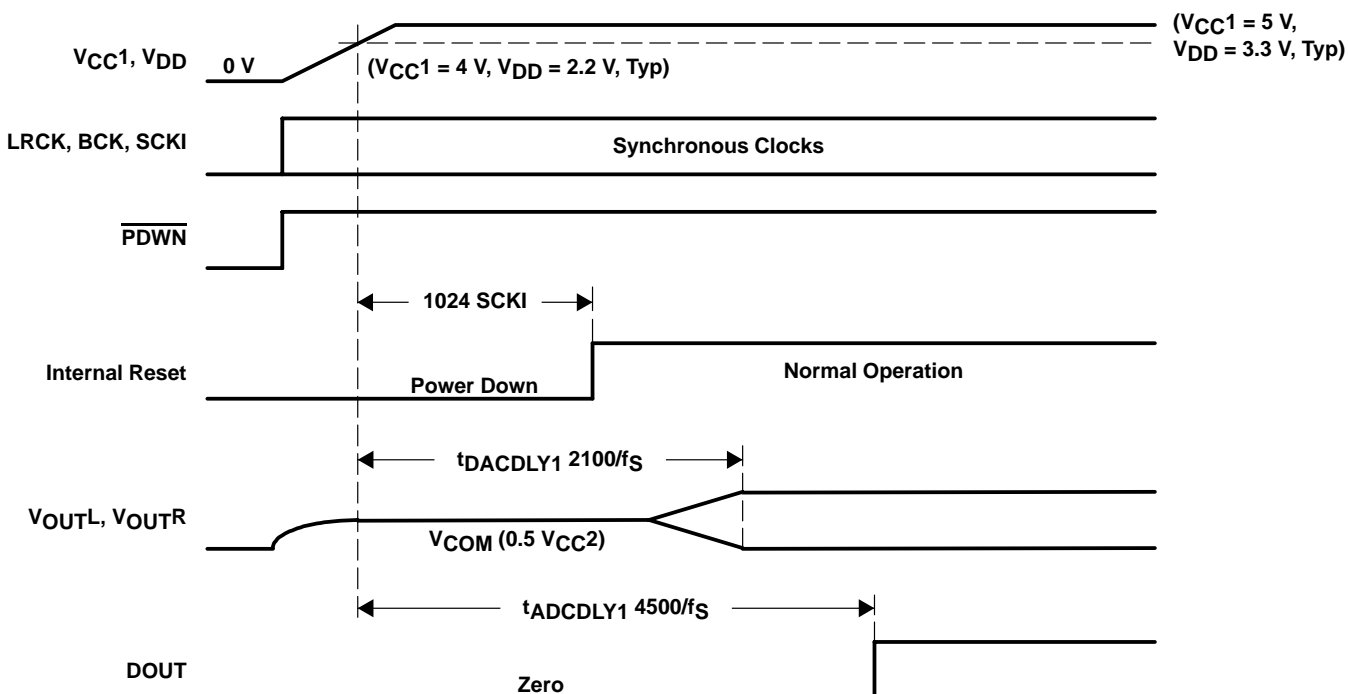 (VCC1 = 5 V,
VDD = 3.3 V, Typ)
VCC1, VDD
0 V
(VCC1 = 4 V, VDD = 2.2 V, Typ)
LRCK, BCK, SCKI
Synchronous Clocks
PDWN
1024 SCKI
Internal Reset
Power Down
Normal Operation
tDACDLY1 2100/fS
VOUTL, VOUTR
VCOM (0.5 VCC2)
tADCDLY1 4500/fS
DOUT
Zero